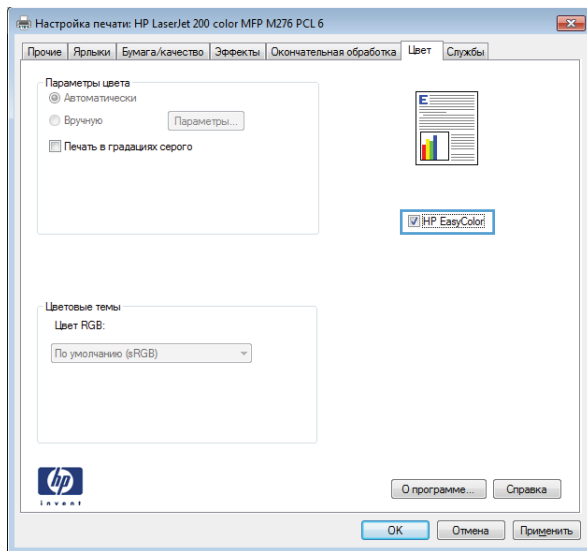 Настройка печати: HP LaserJet 200 color MFP M276 PCL 6
Прочие Ярлыки Бумага/качество Эффекты Окончательная обработка Цвет Службы
Параметры цвета
Автоматически
Вручную Параметры...
Печать в градациях серого
E
HP EasyColor
Цветовые темы
Цвет RGB:
По умолчанию (sRGB)
hp
invent
О программе... Справка
OK Отмена Применить